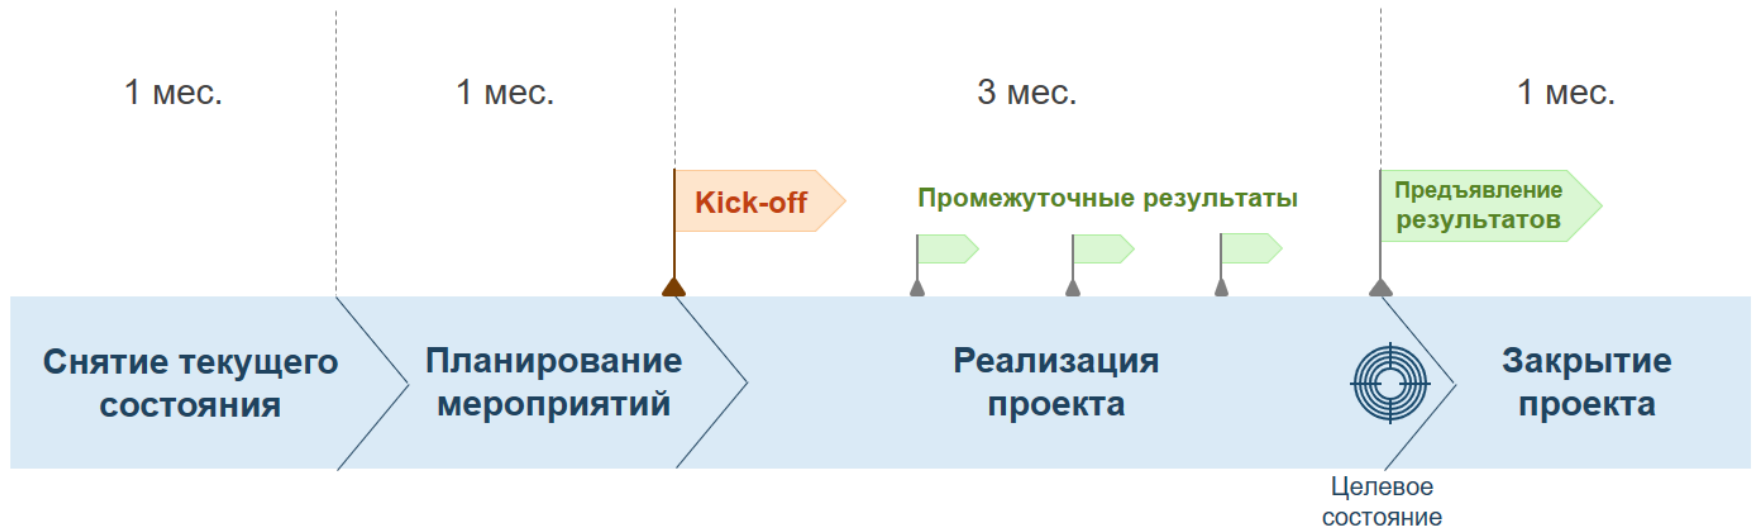 1 мес.
1 мес.
3 мес.
1 мес.
Kick-off
Промежуточные результаты
Предъявление
результатов
Снятие текущего
состояния
Планирование
мероприятий
Реализация
проекта
Закрытие
проекта
Целевое
состояние